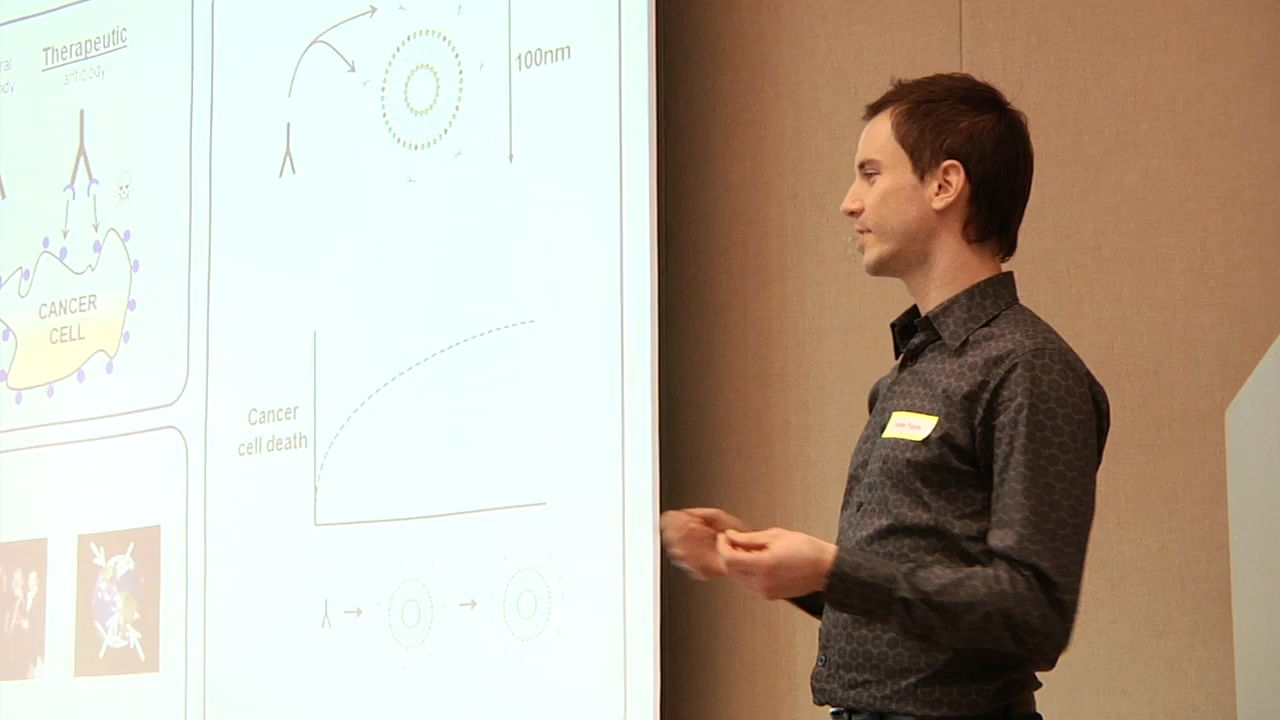 Therapeutic
antibody
CANCER
CELL
100nm
Cancer
cell death